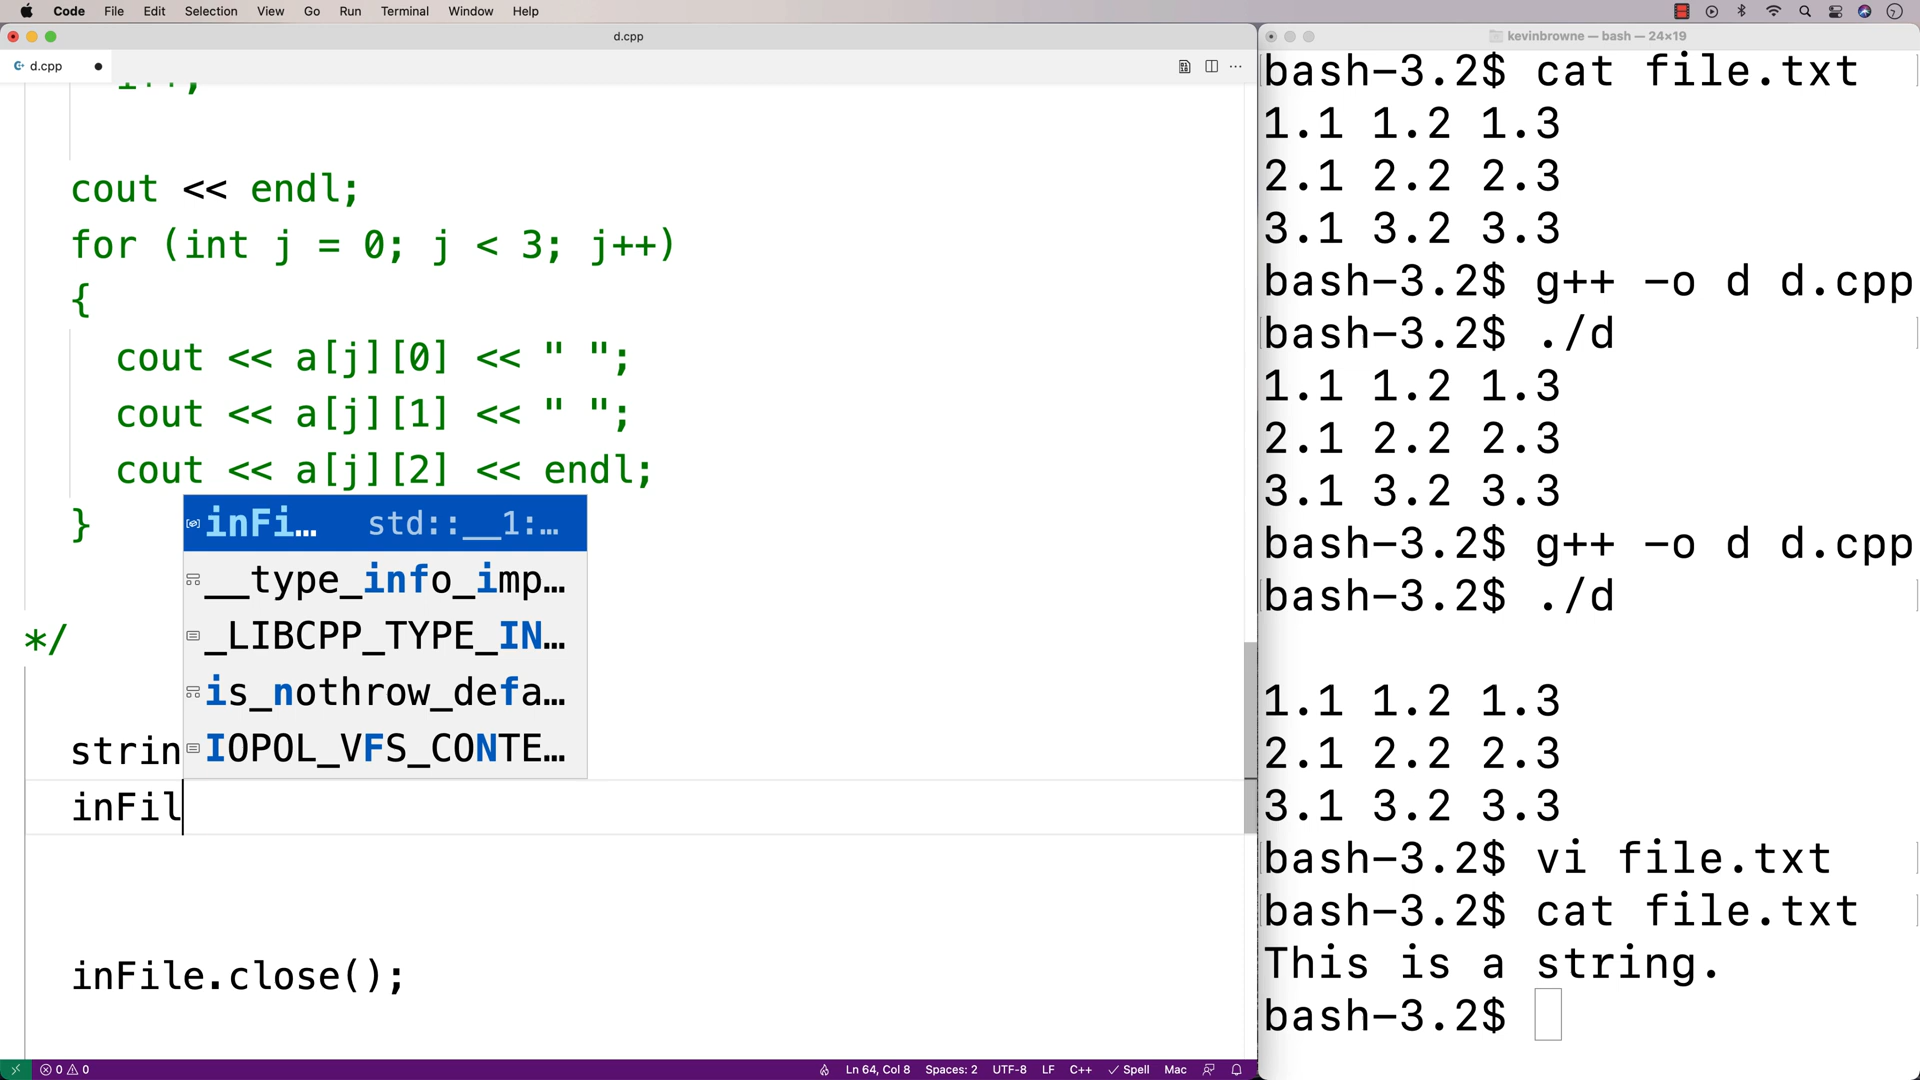 Code File Edit Selection View Go Run Terminal Window Help
d.cpp
d.cpp
i++;
cout << endl;
for (int j = 0; j < 3; j++)
{
cout << a[j][0] << " ";
cout << a[j][1] << " ";
cout << a[j][2] << endl;
}
inFi… std::__1:…
__type_info_imp…
_LIBCPP_TYPE_IN…
is_nothrow_defa…
IOPOL_VFS_CONTE…
*/
strin
inFil
inFile.close();
0 0 Ln 64, Col 8 Spaces: 2 UTF-8 LF C++ Spell Mac
kevinbrowne — bash — 24×19
bash-3.2$ cat file.txt
1.1 1.2 1.3
2.1 2.2 2.3
3.1 3.2 3.3
bash-3.2$ g++ -o d d.cpp
bash-3.2$ ./d
1.1 1.2 1.3
2.1 2.2 2.3
3.1 3.2 3.3
bash-3.2$ g++ -o d d.cpp
bash-3.2$ ./d
1.1 1.2 1.3
2.1 2.2 2.3
3.1 3.2 3.3
bash-3.2$ vi file.txt
bash-3.2$ cat file.txt
This is a string.
bash-3.2$